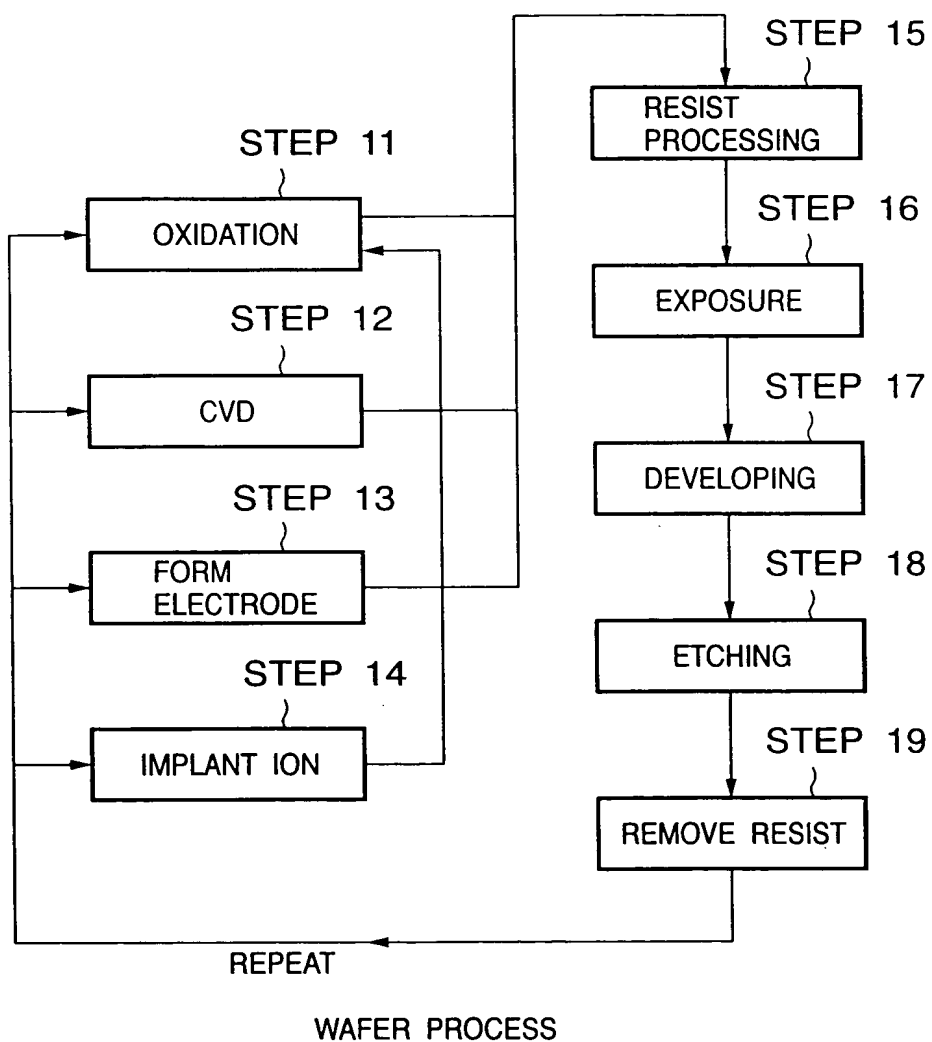 STEP 11
OXIDATION
STEP 12
CVD
STEP 13
FORM
ELECTRODE
STEP 14
IMPLANT ION
STEP 15
RESIST
PROCESSING
STEP 16
EXPOSURE
STEP 17
DEVELOPING
STEP 18
ETCHING
STEP 19
REMOVE RESIST
REPEAT
WAFER PROCESS